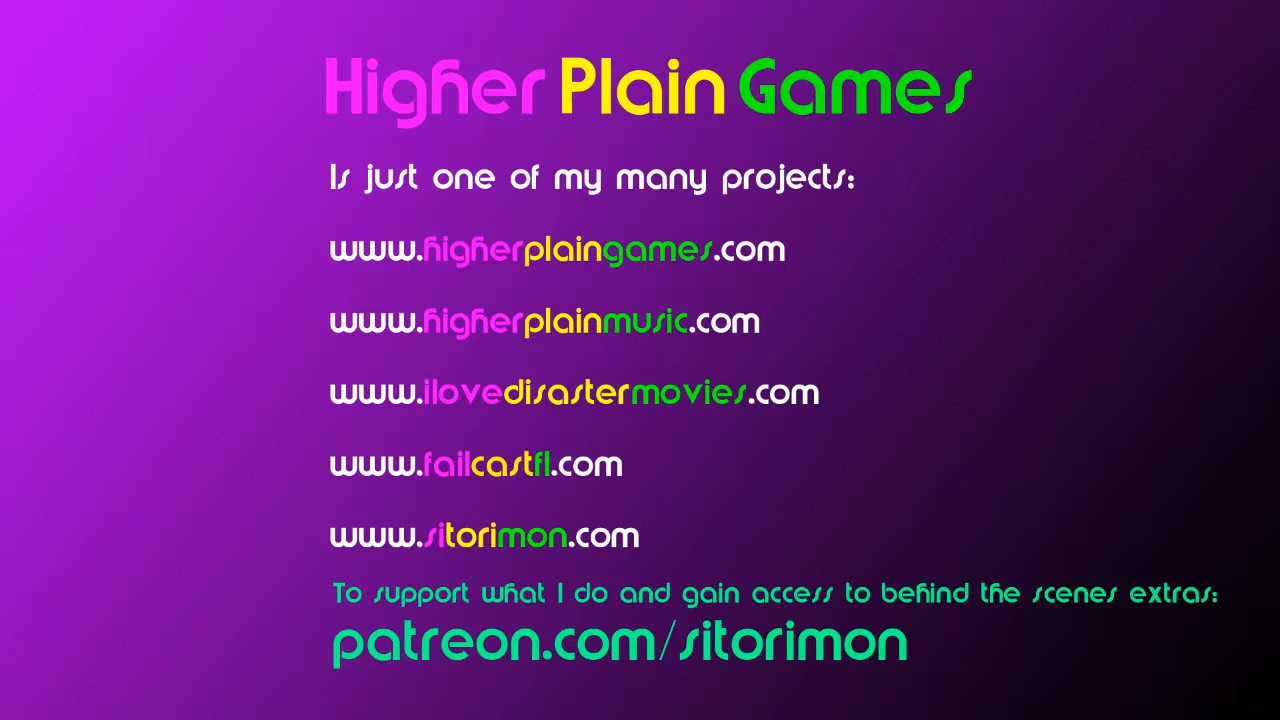 Higher Plain Games
Is just one of my many projects:
www.higherplaingames.com
www.higherplainmusic.com
www.ilovedisastermovies.com
www.failcastfl.com
www.sitorimon.com
To support what I do and gain access to behind the scenes extras:
patreon.com/sitorimon